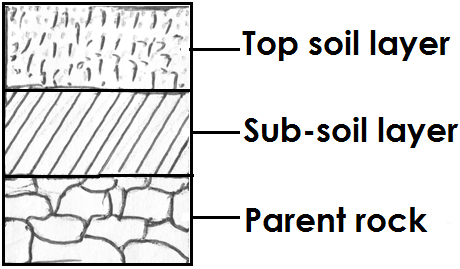 Top soil layer
Sub-soil layer
Parent rock